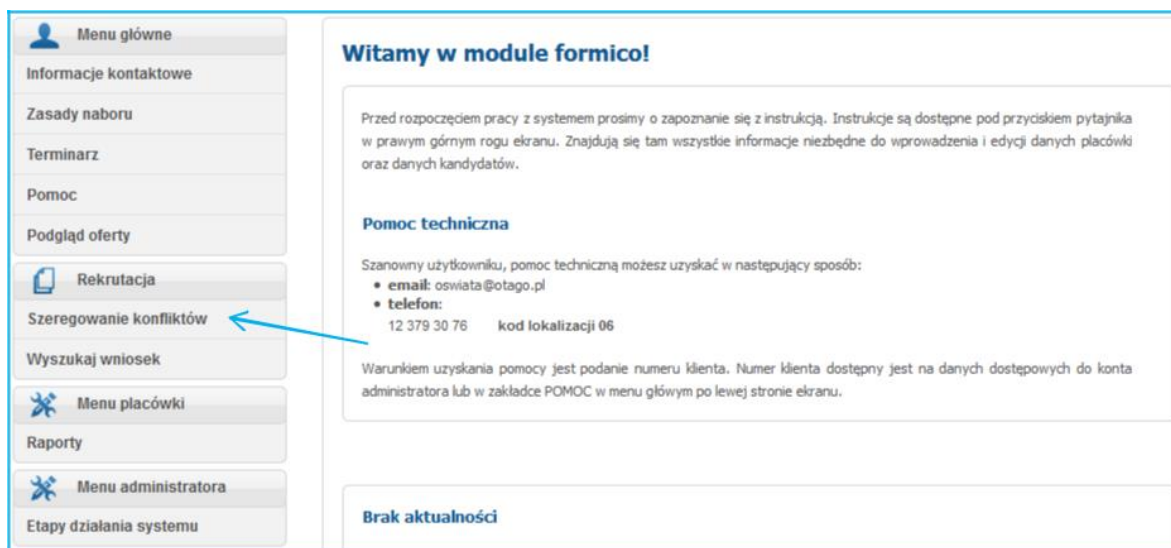 Menu główne
Informacje kontaktowe
Zasady naboru
Terminarz
Pomoc
Podgląd oferty
Rekrutacja
Szeregowanie konfliktów
Wyszukaj wniosek
Menu placówki
Raporty
Menu administratora
Etapy działania systemu
Witamy w module formico!
Przed rozpoczęciem pracy z systemem prosimy o zapoznanie się z instrukcją. Instrukcje są dostępne pod przyciskiem pytajnika
w prawym górnym rogu ekranu. Znajdują się tam wszystkie informacje niezbędne do wprowadzenia i edycji danych placówki
oraz danych kandydatów.
Pomoc techniczna
Szanowny użytkowniku, pomoc techniczną możesz uzyskać w następujący sposób:
• email: oswiata@otago.pl
• telefon:
12 379 30 76 kod lokalizacji 06
Warunkiem uzyskania pomocy jest podanie numeru klienta. Numer klienta dostępny jest na danych dostępowych do konta
administratora lub w zakładce POMOC w menu głównym po lewej stronie ekranu.
Brak aktualności